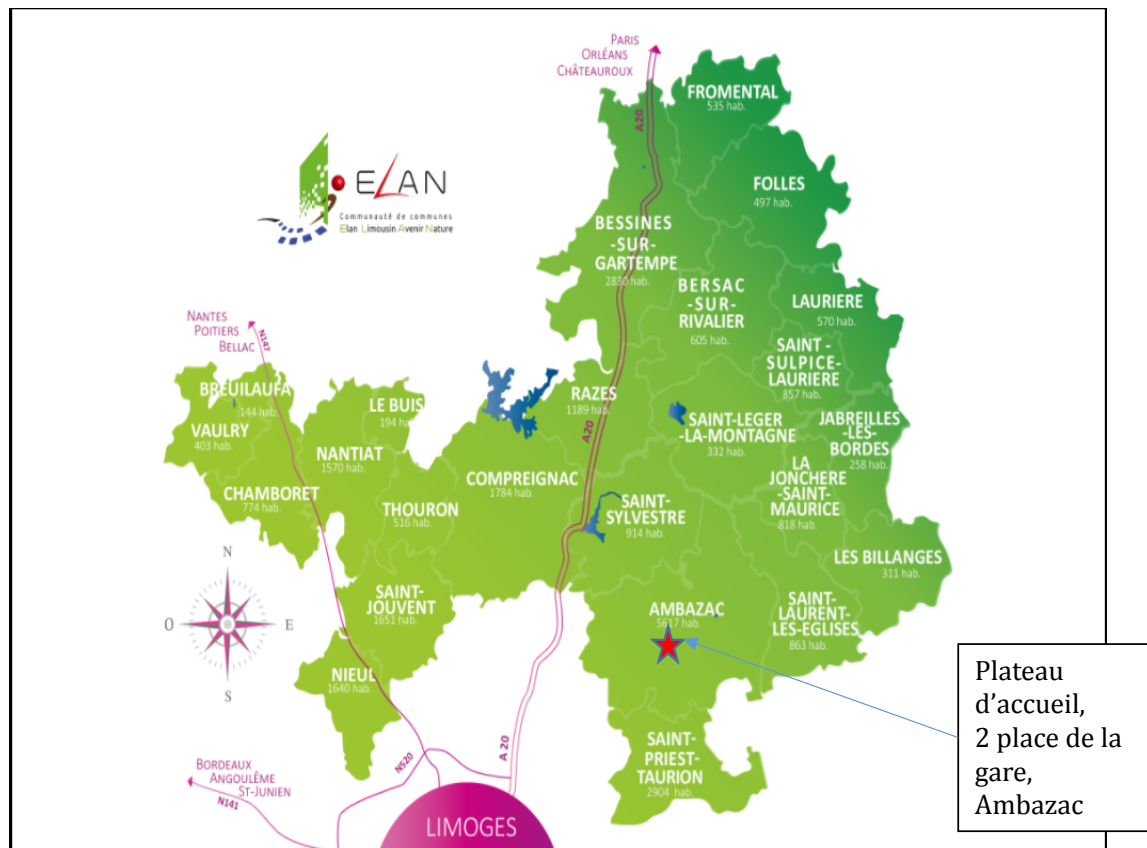 PARIS
ORLÉANS
CHÂTEAUROUX
A20
FROMENTAL
535 hab.
ELAN
Communauté de communes
Elan Limousin Avenir Nature
FOLLES
497 hab.
BESSINES
-SUR-
GARTEMPE
2830 hab.
BERSAC
-SUR-
RIVALIER
605 hab.
LAURIERE
570 hab.
NANTES
POITIERS
BELLAC
N147
SAINT-
SULPICE-
LAURIERE
857 hab.
BREUILAUFA
144 hab.
LE BUIS
194 hab.
RAZES
1189 hab.
A20
VAULRY
403 hab.
SAINT-LEGER
-LA-MONTAGNE
332 hab.
JABREILLES
-LES-
BORDES
258 hab.
NANTIAT
1570 hab.
COMPREIGNAC
1784 hab.
LA
JONCHERE
-SAINT-
MAURICE
818 hab.
CHAMBORET
774 hab.
THOURON
516 hab.
SAINT-
SYLVESTRE
914 hab.
LES BILLANGES
311 hab.
N
O
E
S
SAINT-
JOUVENT
1651 hab.
AMBAZAC
5617 hab.
SAINT-
LAURENT-
LES-EGLISES
863 hab.
NIEUL
1640 hab.
Plateau
d’accueil,
2 place de la
gare,
Ambazac
SAINT-
PRIEST-
TAURION
2904 hab.
A 20
N520
BORDEAUX
ANGOULÊME
ST-JUNIEN
N141
LIMOGES